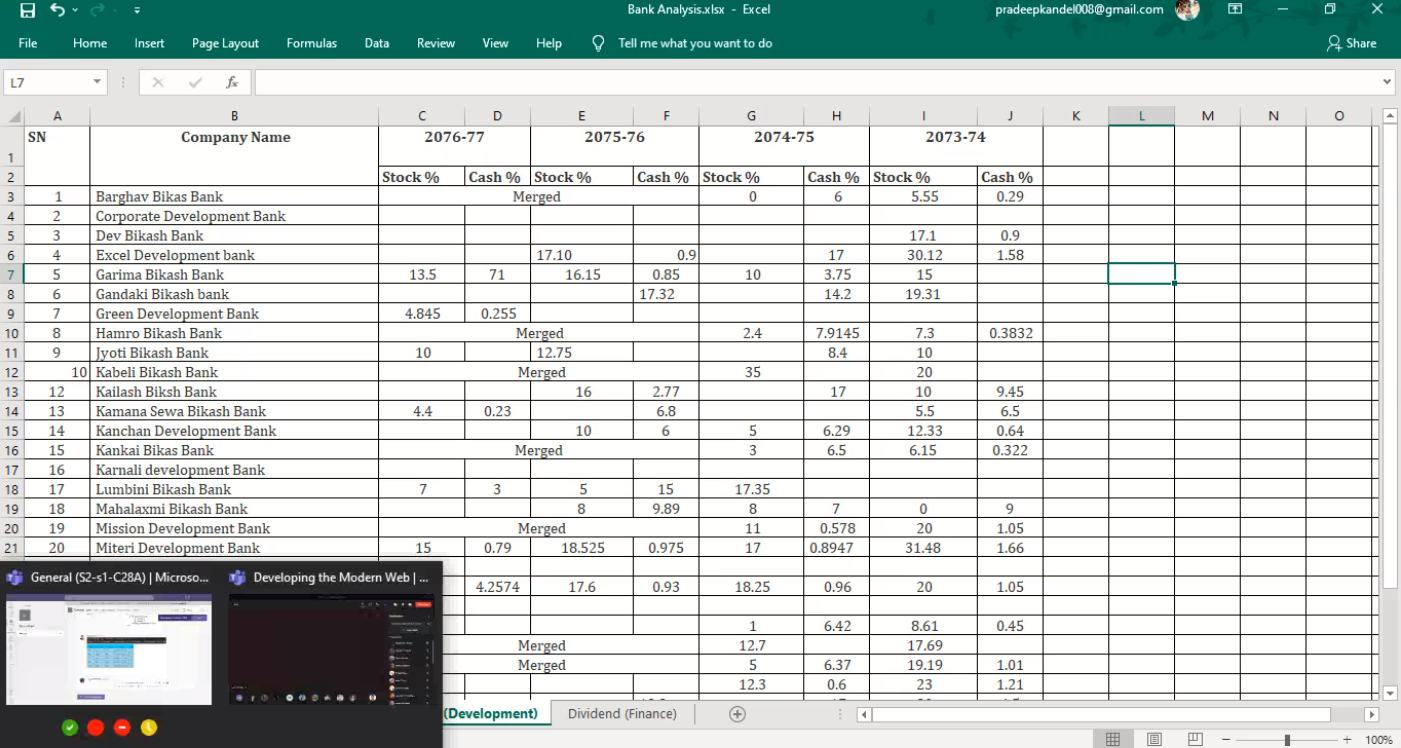 Bank Analysis.xlsx - Excel
pradeepkandel008@gmail.com
File Home Insert Page Layout Formulas Data Review View Help Tell me what you want to do Share
L7 fx
A B C D E F G H I J K L M N O
1 SN Company Name 2076-77 2075-76 2074-75 2073-74
2 Stock % Cash % Stock % Cash % Stock % Cash % Stock % Cash %
3 1 Barghav Bikas Bank Merged 0 6 5.55 0.29
4 2 Corporate Development Bank
5 3 Dev Bikash Bank 17.1 0.9
6 4 Excel Development bank 17.10 0.9 17 30.12 1.58
7 5 Garima Bikash Bank 13.5 71 16.15 0.85 10 3.75 15
8 6 Gandaki Bikash bank 17.32 14.2 19.31
9 7 Green Development Bank 4.845 0.255
10 8 Hamro Bikash Bank Merged 2.4 7.9145 7.3 0.3832
11 9 Jyoti Bikash Bank 10 12.75 8.4 10
12 10 Kabeli Bikash Bank Merged 35 20
13 12 Kailash Biksh Bank 16 2.77 17 10 9.45
14 13 Kamana Sewa Bikash Bank 4.4 0.23 6.8 5.5 6.5
15 14 Kanchan Development Bank 10 6 5 6.29 12.33 0.64
16 15 Kankai Bikas Bank Merged 3 6.5 6.15 0.322
17 16 Karnali development Bank
18 17 Lumbini Bikash Bank 7 3 5 15 17.35
19 18 Mahalaxmi Bikash Bank 8 9.89 8 7 0 9
20 19 Mission Development Bank Merged 11 0.578 20 1.05
21 20 Miteri Development Bank 15 0.79 18.525 0.975 17 0.8947 31.48 1.66
4.2574 17.6 0.93 18.25 0.96 20 1.05
1 6.42 8.61 0.45
Merged 12.7 17.69
Merged 5 6.37 19.19 1.01
12.3 0.6 23 1.21
General (S2-s1-C28A) | Microso...
Developing the Modern Web | ...
(Development) Dividend (Finance)
100%